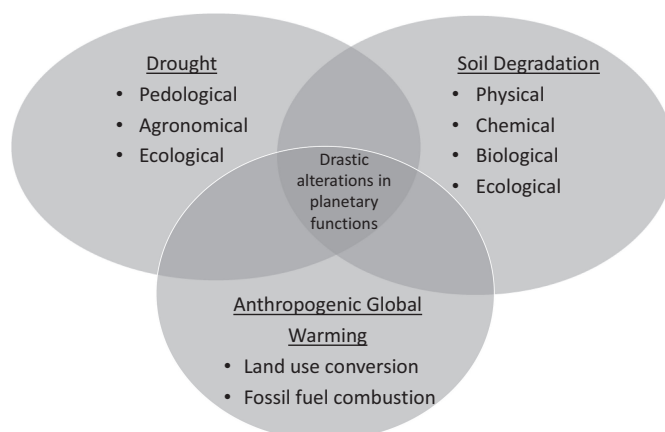 Drought
• Pedological
• Agronomical
• Ecological
Soil Degradation
• Physical
• Chemical
• Biological
• Ecological
Drastic
alterations in
planetary
functions
Anthropogenic Global
Warming
• Land use conversion
• Fossil fuel combustion